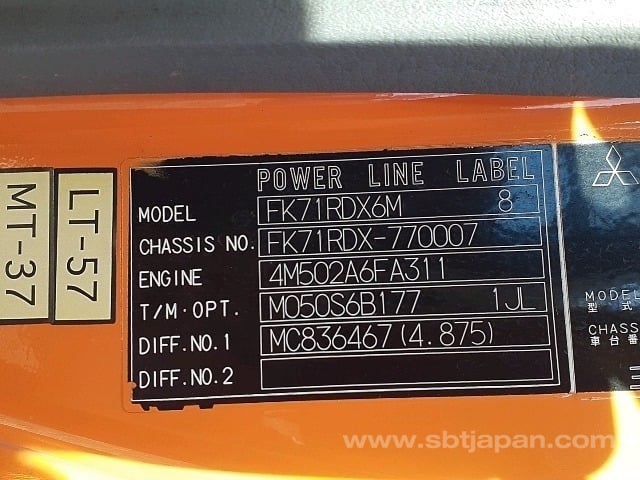 POWER LINE LABEL
MODEL FK71RDX6M 8
CHASSIS NO. FK71RDX-770007
ENGINE 4M502A6FA311
T/M·OPT. M050S6B177 1JL
DIFF.NO.1 MC836467(4.875)
DIFF.NO.2
LT-57
MT-37
MODEL
型式
CHASS
車台番
www.sbtjapan.com